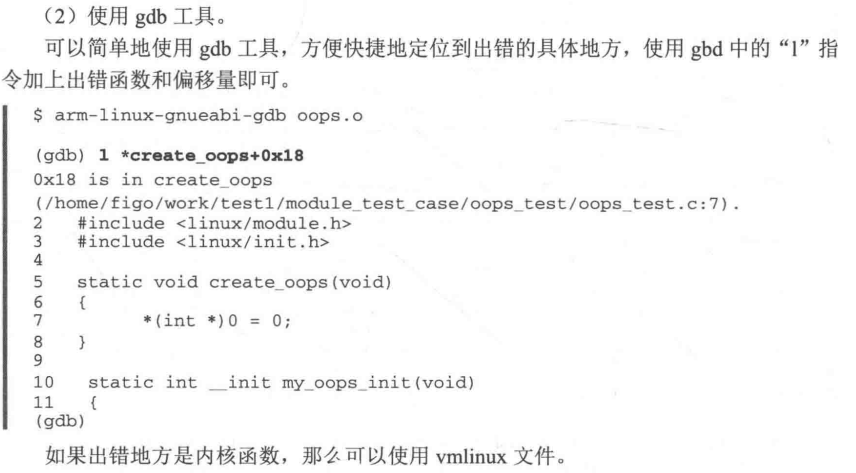 （2）使用 gdb 工具。
可以简单地使用 gdb 工具，方便快捷地定位到出错的具体地方，使用 gbd 中的“l”指
令加上出错函数和偏移量即可。
$ arm-linux-gnueabi-gdb oops.o
(gdb) l *create_oops+0x18
0x18 is in create_oops
(/home/figo/work/test1/module_test_case/oops_test/oops_test.c:7).
2 #include <linux/module.h>
3 #include <linux/init.h>
4
5 static void create_oops(void)
6 {
7 *(int *)0 = 0;
8 }
9
10 static int __init my_oops_init(void)
11 {
(gdb)
如果出错地方是内核函数，那么可以使用 vmlinux 文件。